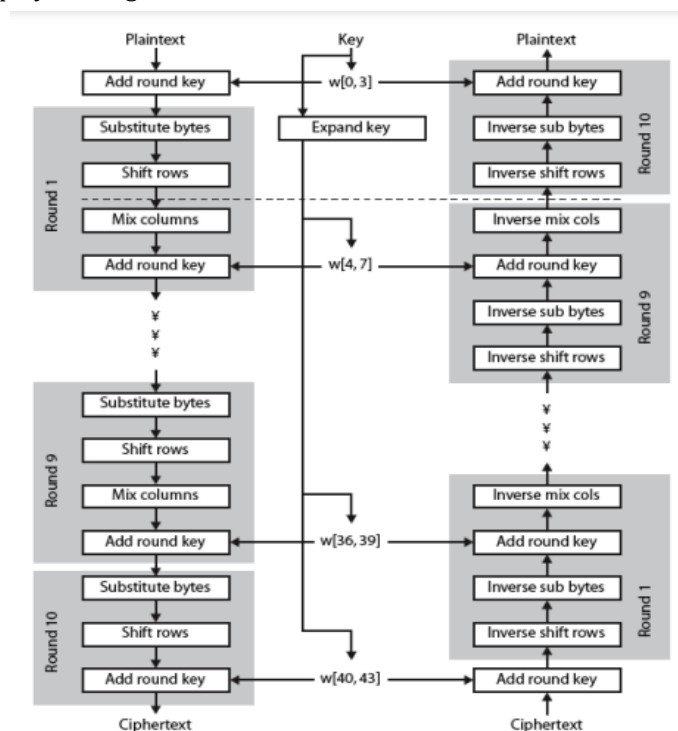 Plaintext
Add round key
Round 1
Substitute bytes
Shift rows
Mix columns
Add round key
¥
¥
¥
Round 9
Substitute bytes
Shift rows
Mix columns
Add round key
Round 10
Substitute bytes
Shift rows
Add round key
Ciphertext
Key
w[0, 3]
Expand key
w[4, 7]
w[36, 39]
w[40, 43]
Plaintext
Add round key
Inverse sub bytes
Inverse shift rows
Round 10
Inverse mix cols
Add round key
Inverse sub bytes
Inverse shift rows
Round 9
¥
¥
¥
Inverse mix cols
Add round key
Inverse sub bytes
Inverse shift rows
Round 1
Add round key
Ciphertext